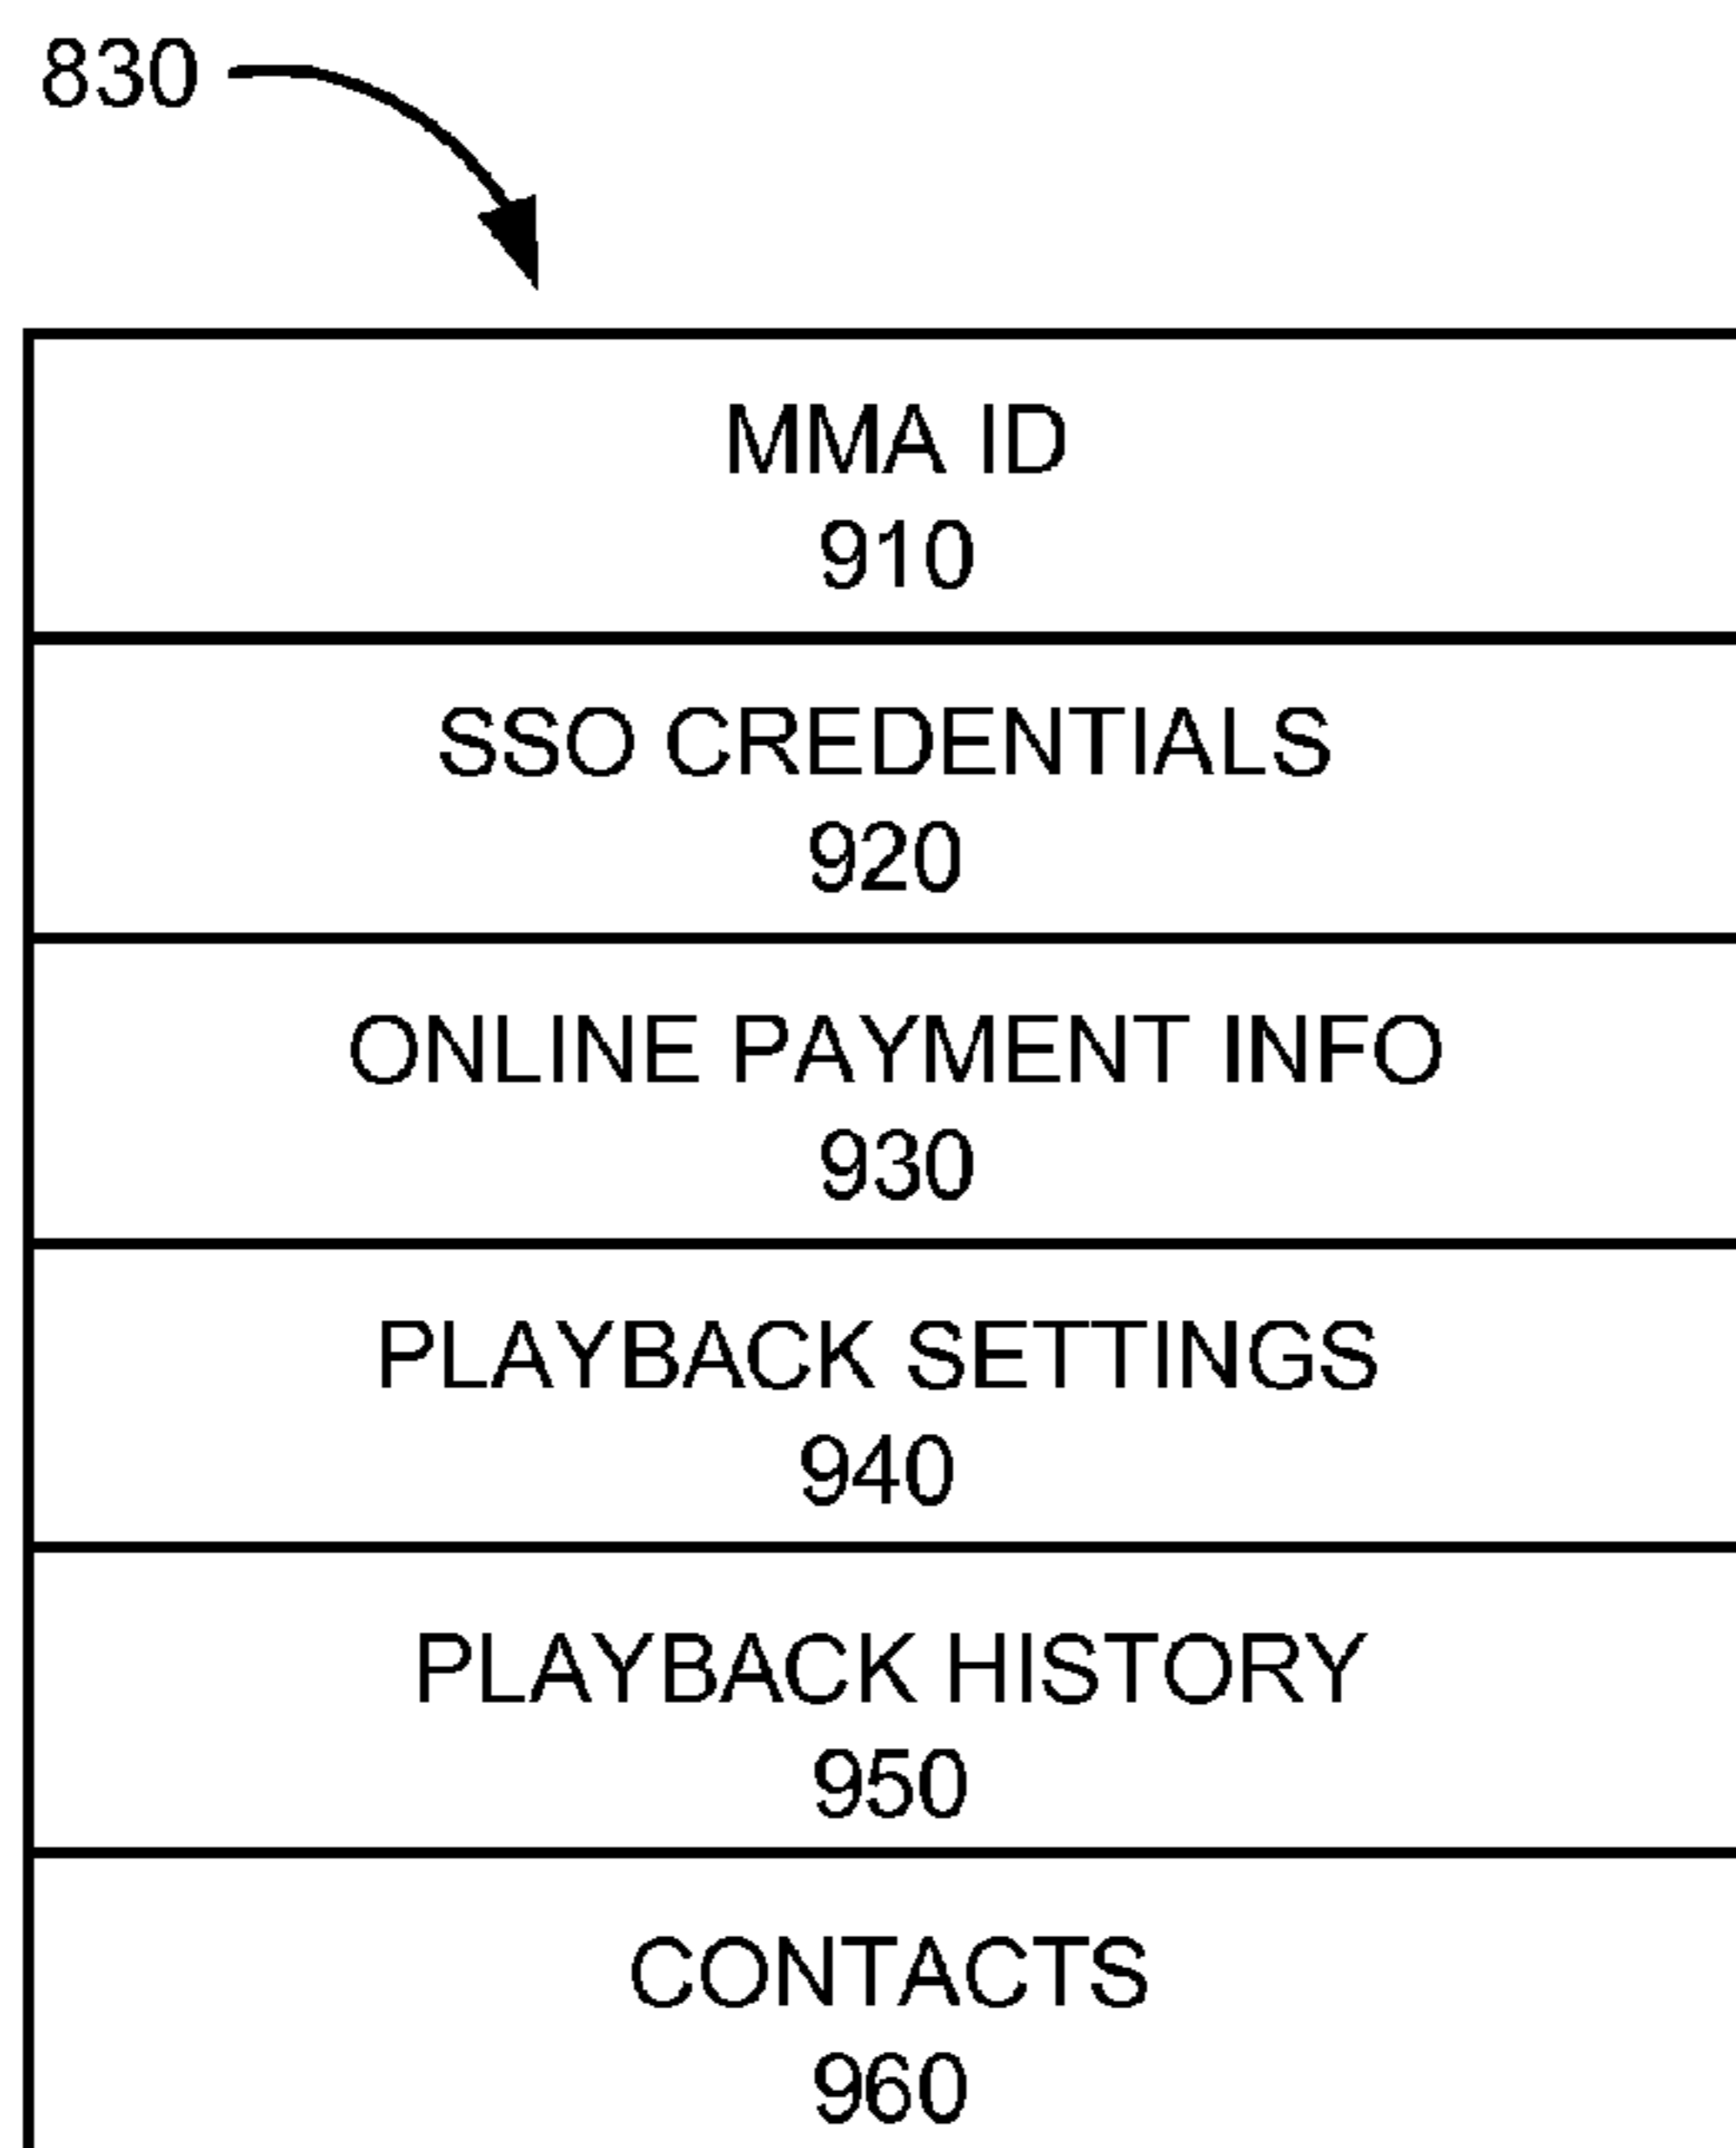 830
MMA ID
910
SSO CREDENTIALS
920
ONLINE PAYMENT INFO
930
PLAYBACK SETTINGS
940
PLAYBACK HISTORY
950
CONTACTS
960